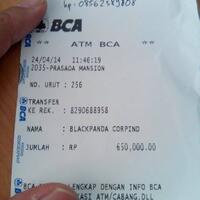 hp. 08562589808
BCA
** ATM BCA **
24/04/14 11:46:19
2035-PRASADA MANSION
NO. URUT : 256
TRANSFER
KE REK. : 8290688958
NAMA : BLACKPANDA CORPIND
JUMLAH : RP 650,000.00
LENGKAP DENGAN INFO BCA
ATM/CABANG.DLL